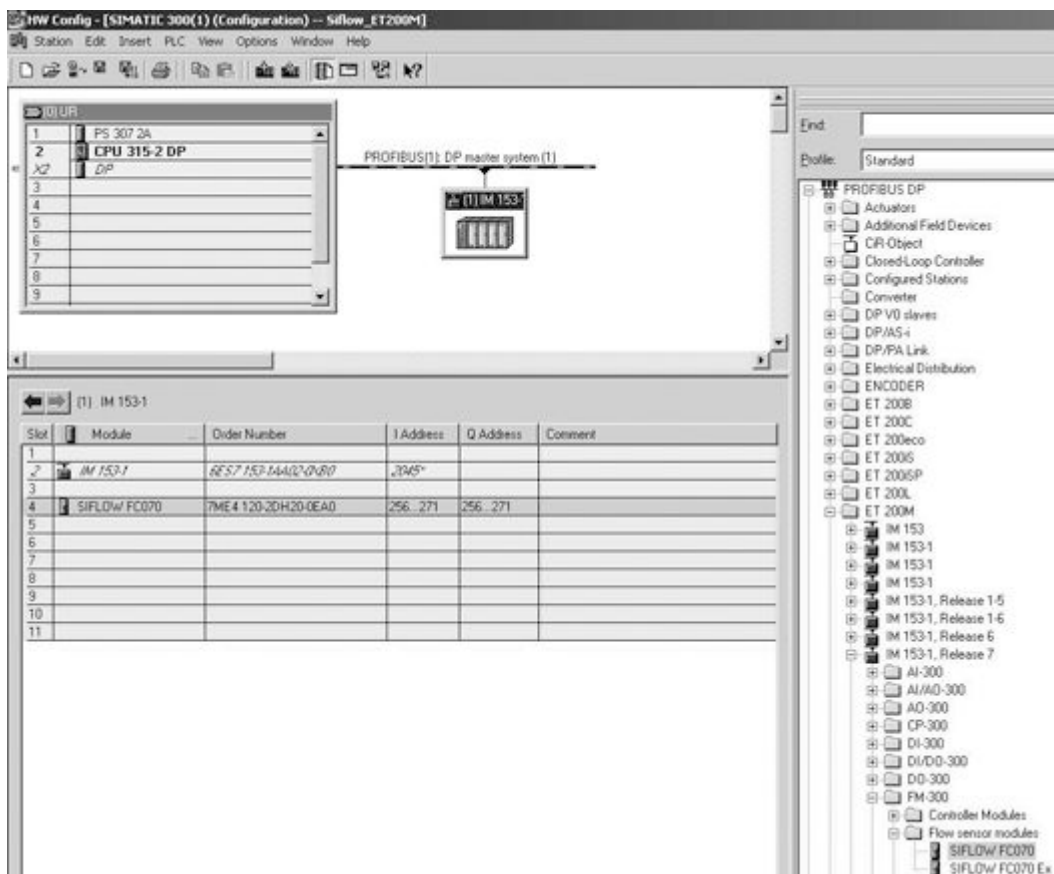 HW Config - [SIMATIC 300(1) (Configuration) -- Siflow_ET200M]
Station Edit Insert PLC View Options Window Help
(0) UR
1 PS 307 2A
2 CPU 315-2 DP
X2 DP
3
4
5
6
7
8
9
PROFIBUS(1): DP master system (1)
(1) IM 153-
(1) IM 153-1
Slot Module ... Order Number I Address Q Address Comment
1
2 IM 153-1 6ES7 153-1AA02-0XB0 2045*
3
4 SIFLOW FC070 7ME4 120-2DH20-0EA0 256...271 256...271
5
6
7
8
9
10
11
Find:
Profile: Standard
PROFIBUS DP
Actuators
Additional Field Devices
CiR-Object
Closed-Loop Controller
Configured Stations
Converter
DP V0 slaves
DP/AS-i
DP/PA Link
Electrical Distribution
ENCODER
ET 200B
ET 200C
ET 200eco
ET 200iS
ET 200iSP
ET 200L
ET 200M
IM 153
IM 153-1
IM 153-1
IM 153-1
IM 153-1, Release 1-5
IM 153-1, Release 1-6
IM 153-1, Release 6
IM 153-1, Release 7
AI-300
AI/AO-300
AO-300
CP-300
DI-300
DI/DO-300
DO-300
FM-300
Controller Modules
Flow sensor modules
SIFLOW FC070
SIFLOW FC070 Ex